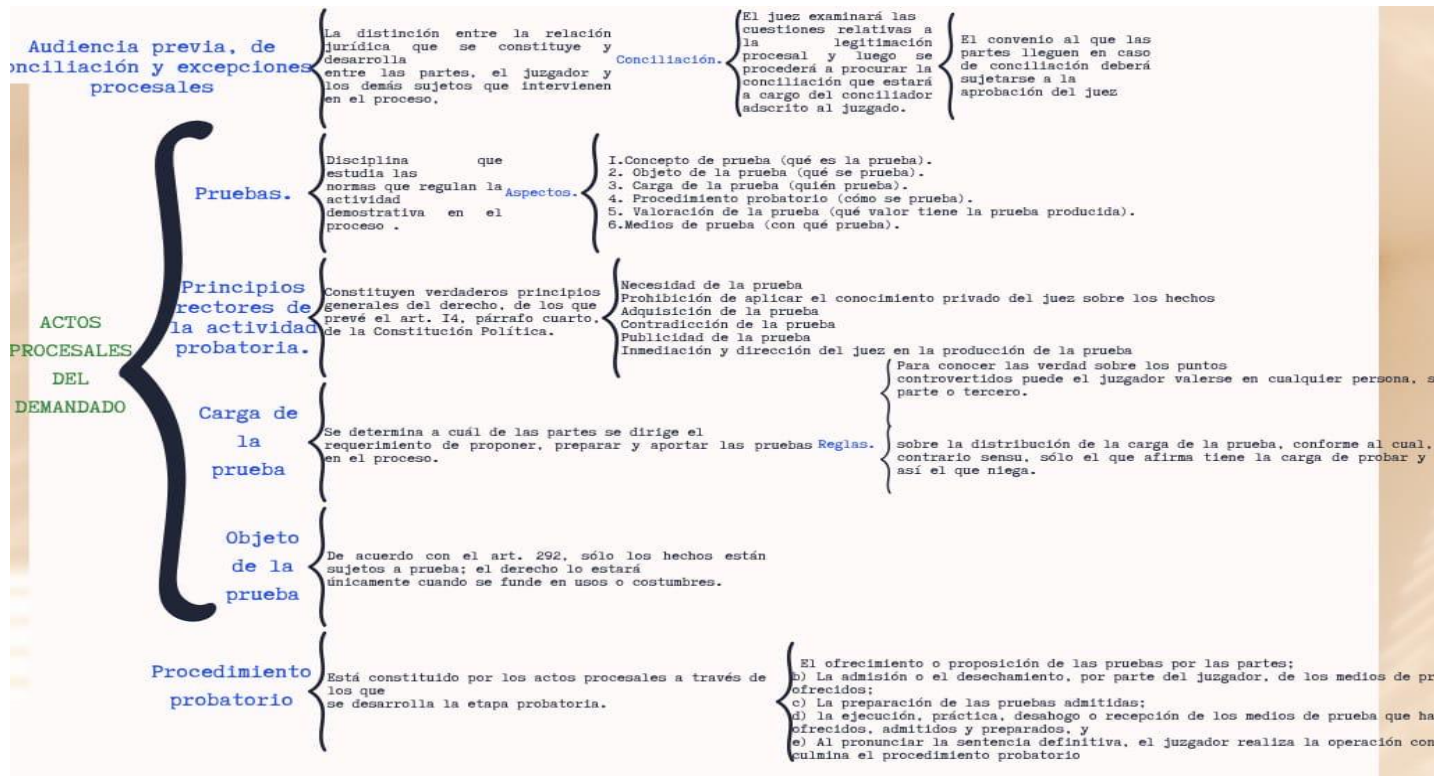 Audiencia previa, de
onciliación y excepciones
procesales
La distinción entre la relación
jurídica que se constituye y
desarrolla
entre las partes, el juzgador y
los demás sujetos que intervienen
en el proceso,
Conciliación.
El juez examinará las
cuestiones relativas a
la legitimación
procesal y luego se
procederá a procurar la
conciliación que estará
a cargo del conciliador
adscrito al juzgado.
El convenio al que las
partes lleguen en caso
de conciliación deberá
sujetarse a la
aprobación del juez
ACTOS
PROCESALES
DEL
DEMANDADO
Pruebas.
Disciplina que
estudia las
normas que regulan la
actividad
demostrativa en el
proceso .
Aspectos.
I.Concepto de prueba (qué es la prueba).
2. Objeto de la prueba (qué se prueba).
3. Carga de la prueba (quién prueba).
4. Procedimiento probatorio (cómo se prueba).
5. Valoración de la prueba (qué valor tiene la prueba producida).
6.Medios de prueba (con qué prueba).
Principios
rectores de
la actividad
probatoria.
Constituyen verdaderos principios
generales del derecho, de los que
prevé el art. I4, párrafo cuarto,
de la Constitución Política.
Necesidad de la prueba
Prohibición de aplicar el conocimiento privado del juez sobre los hechos
Adquisición de la prueba
Contradicción de la prueba
Publicidad de la prueba
Inmediación y dirección del juez en la producción de la prueba
Carga de
la
prueba
Se determina a cuál de las partes se dirige el
requerimiento de proponer, preparar y aportar las pruebas
en el proceso.
Reglas.
Para conocer las verdad sobre los puntos
controvertidos puede el juzgador valerse en cualquier persona, s
parte o tercero.
sobre la distribución de la carga de la prueba, conforme al cual,
contrario sensu, sólo el que afirma tiene la carga de probar y
así el que niega.
Objeto
de la
prueba
De acuerdo con el art. 292, sólo los hechos están
sujetos a prueba; el derecho lo estará
únicamente cuando se funde en usos o costumbres.
Procedimiento
probatorio
Está constituido por los actos procesales a través de
los que
se desarrolla la etapa probatoria.
El ofrecimiento o proposición de las pruebas por las partes;
b) La admisión o el desechamiento, por parte del juzgador, de los medios de pr
ofrecidos;
c) La preparación de las pruebas admitidas;
d) la ejecución, práctica, desahogo o recepción de los medios de prueba que ha
ofrecidos, admitidos y preparados, y
e) Al pronunciar la sentencia definitiva, el juzgador realiza la operación con
culmina el procedimiento probatorio